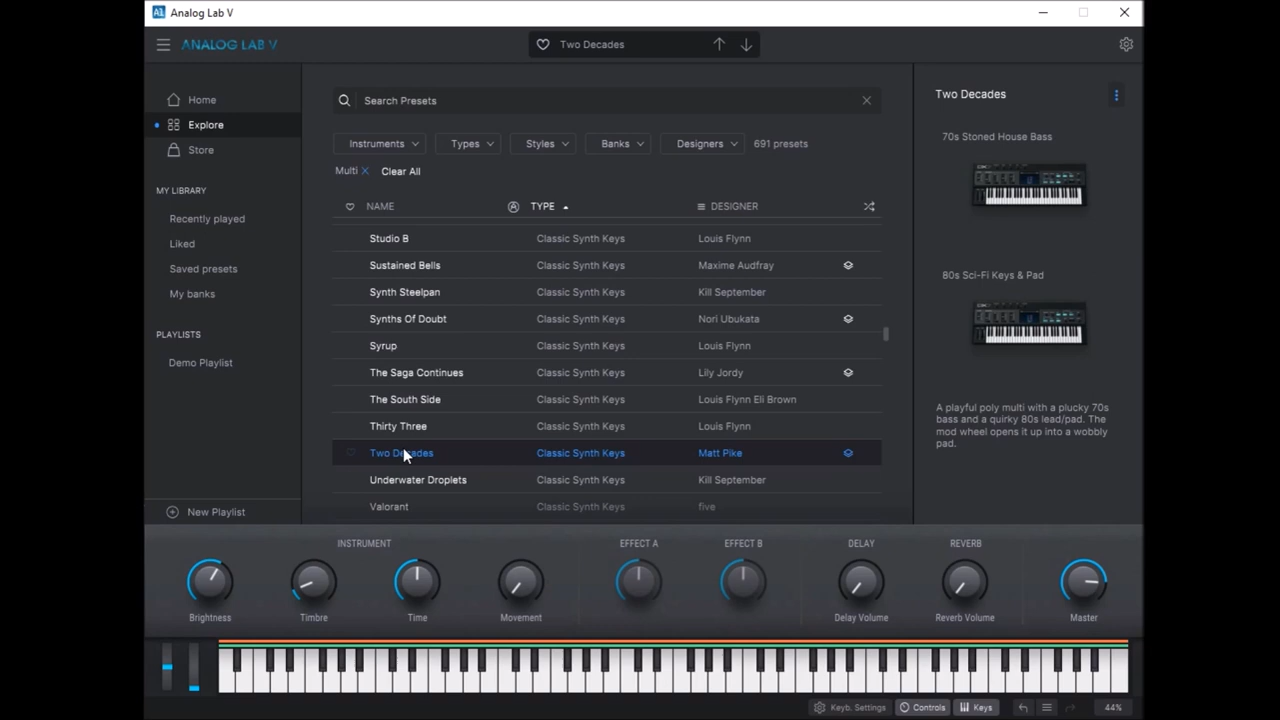 Analog Lab V
ANALOG LAB V
Two Decades
Home
Explore
Store
MY LIBRARY
Recently played
Liked
Saved presets
My banks
PLAYLISTS
Demo Playlist
New Playlist
Search Presets
Instruments Types Styles Banks Designers 691 presets
Multi X Clear All
NAME TYPE DESIGNER
Studio B Classic Synth Keys Louis Flynn
Sustained Bells Classic Synth Keys Maxime Audfray
Synth Steelpan Classic Synth Keys Kill September
Synths Of Doubt Classic Synth Keys Nori Ubukata
Syrup Classic Synth Keys Louis Flynn
The Saga Continues Classic Synth Keys Lily Jordy
The South Side Classic Synth Keys Louis Flynn Eli Brown
Thirty Three Classic Synth Keys Louis Flynn
Two Decades Classic Synth Keys Matt Pike
Underwater Droplets Classic Synth Keys Kill September
Valorant Classic Synth Keys five
Two Decades
70s Stoned House Bass
80s Sci-Fi Keys & Pad
A playful poly multi with a plucky 70s
bass and a quirky 80s lead/pad. The
mod wheel opens it up into a wobbly
pad.
INSTRUMENT EFFECT A EFFECT B DELAY REVERB
Brightness Timbre Time Movement Delay Volume Reverb Volume Master
Keyb. Settings Controls Keys 44%